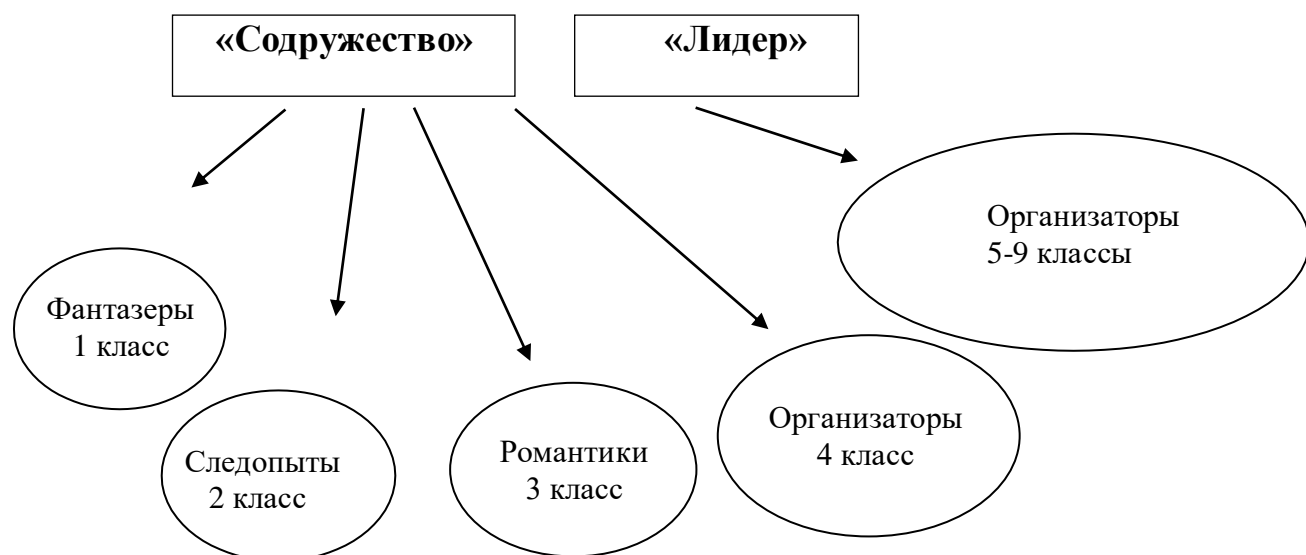 «Содружество»
«Лидер»
Организаторы
5-9 классы
Фантазеры
1 класс
Следопыты
2 класс
Романтики
3 класс
Организаторы
4 класс